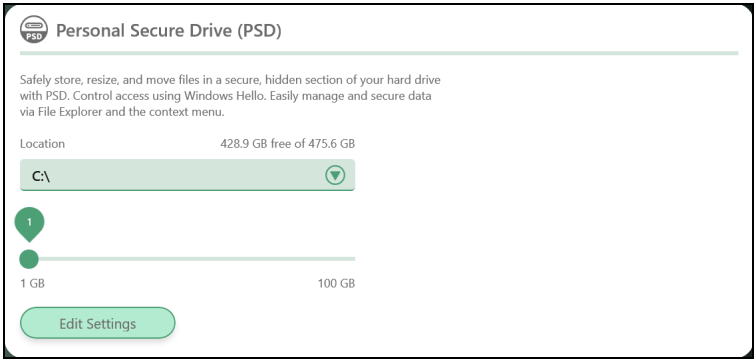 PSD
Personal Secure Drive (PSD)
Safely store, resize, and move files in a secure, hidden section of your hard drive
with PSD. Control access using Windows Hello. Easily manage and secure data
via File Explorer and the context menu.
Location 428.9 GB free of 475.6 GB
C:\
1
1 GB 100 GB
Edit Settings